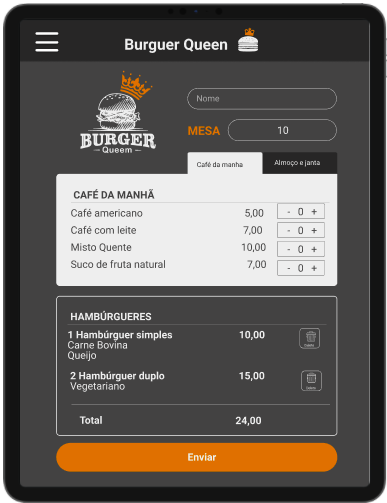 Burguer Queen
BURGER
Queem
Nome
MESA 10
Café da manha Almoço e janta
CAFÉ DA MANHÃ
Café americano 5,00 - 0 +
Café com leite 7,00 - 0 +
Misto Quente 10,00 - 0 +
Suco de fruta natural 7,00 - 0 +
HAMBÚRGUERES
1 Hambúrguer simples 10,00
Carne Bovina
Queijo
2 Hambúrguer duplo 15,00
Vegetariano
Total 24,00
Enviar